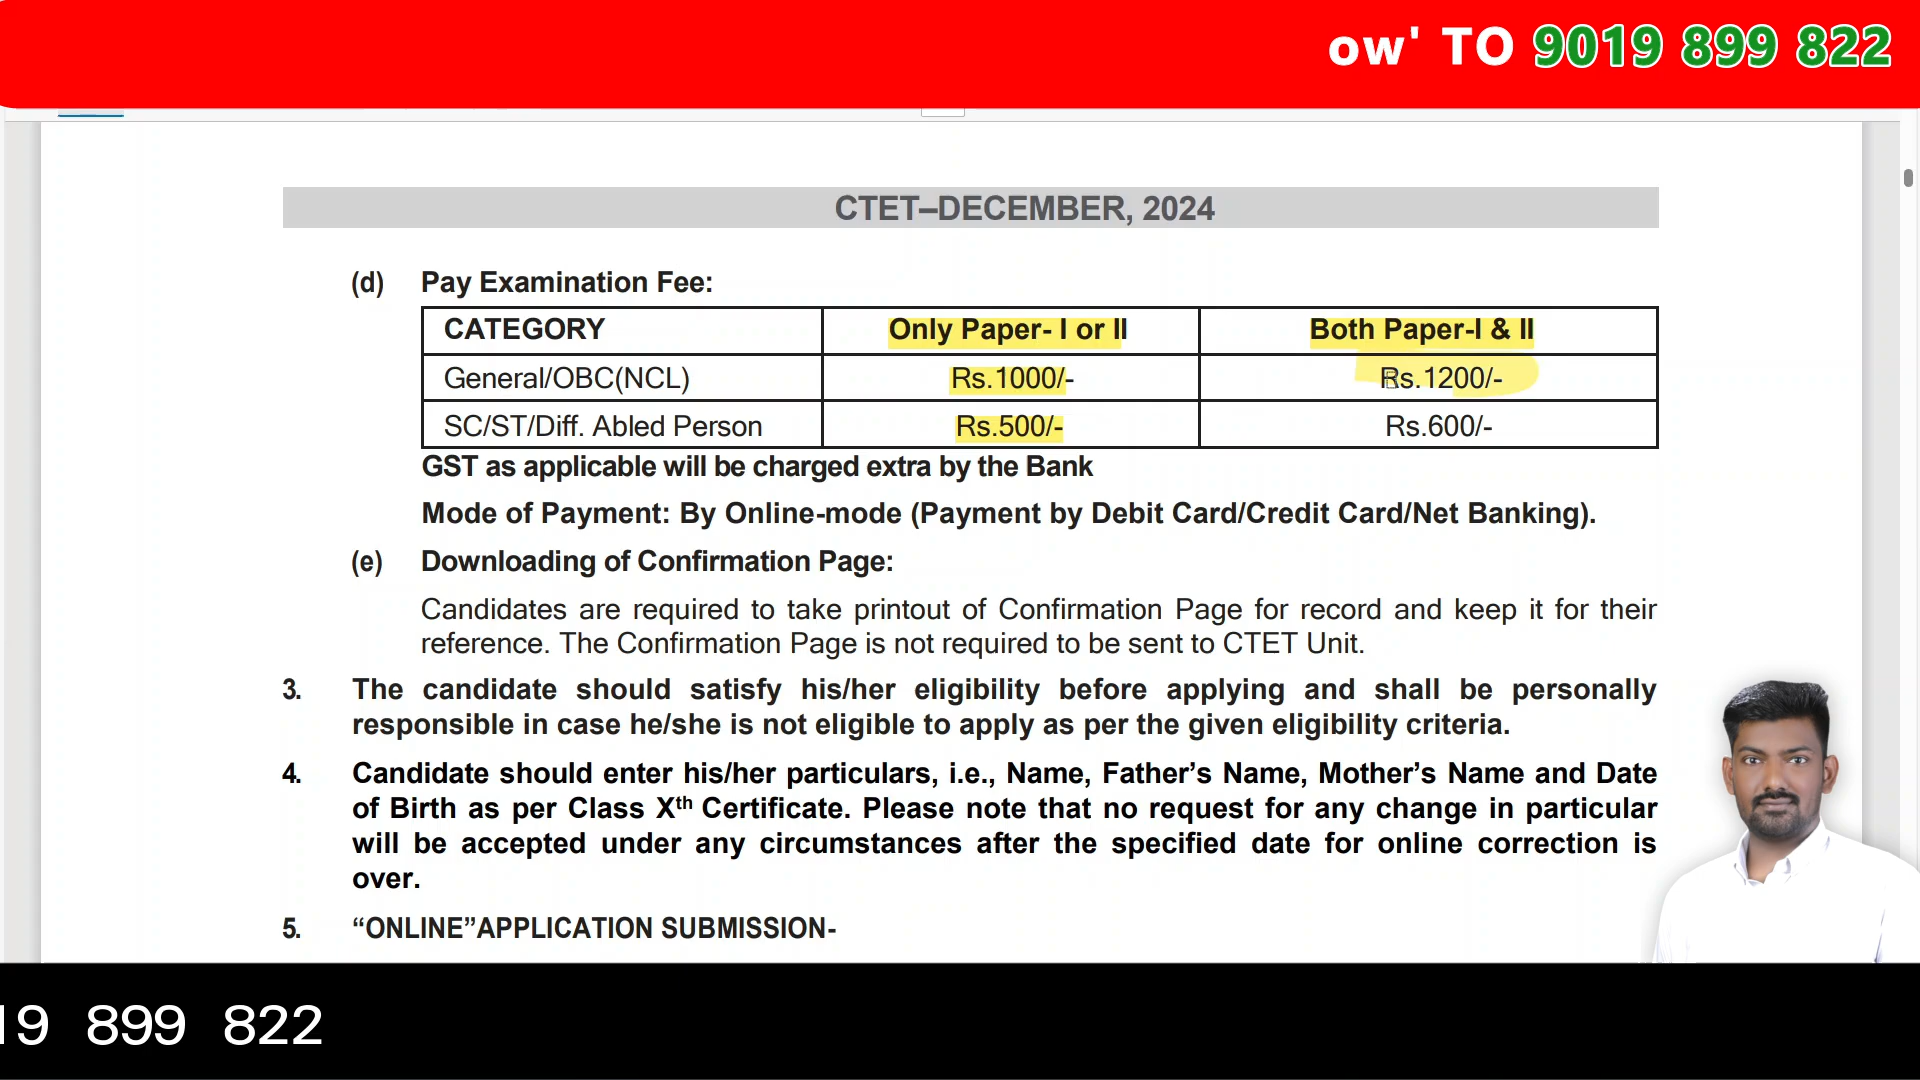 ow' TO 9019 899 822
CTET–DECEMBER, 2024
(d) Pay Examination Fee:
CATEGORY Only Paper- I or II Both Paper-I & II
General/OBC(NCL) Rs.1000/- Rs.1200/-
SC/ST/Diff. Abled Person Rs.500/- Rs.600/-
GST as applicable will be charged extra by the Bank
Mode of Payment: By Online-mode (Payment by Debit Card/Credit Card/Net Banking).
(e) Downloading of Confirmation Page:
Candidates are required to take printout of Confirmation Page for record and keep it for their
reference. The Confirmation Page is not required to be sent to CTET Unit.
3. The candidate should satisfy his/her eligibility before applying and shall be personally
responsible in case he/she is not eligible to apply as per the given eligibility criteria.
4. Candidate should enter his/her particulars, i.e., Name, Father’s Name, Mother’s Name and Date
of Birth as per Class Xth Certificate. Please note that no request for any change in particular
will be accepted under any circumstances after the specified date for online correction is
over.
5. “ONLINE”APPLICATION SUBMISSION-
19 899 822